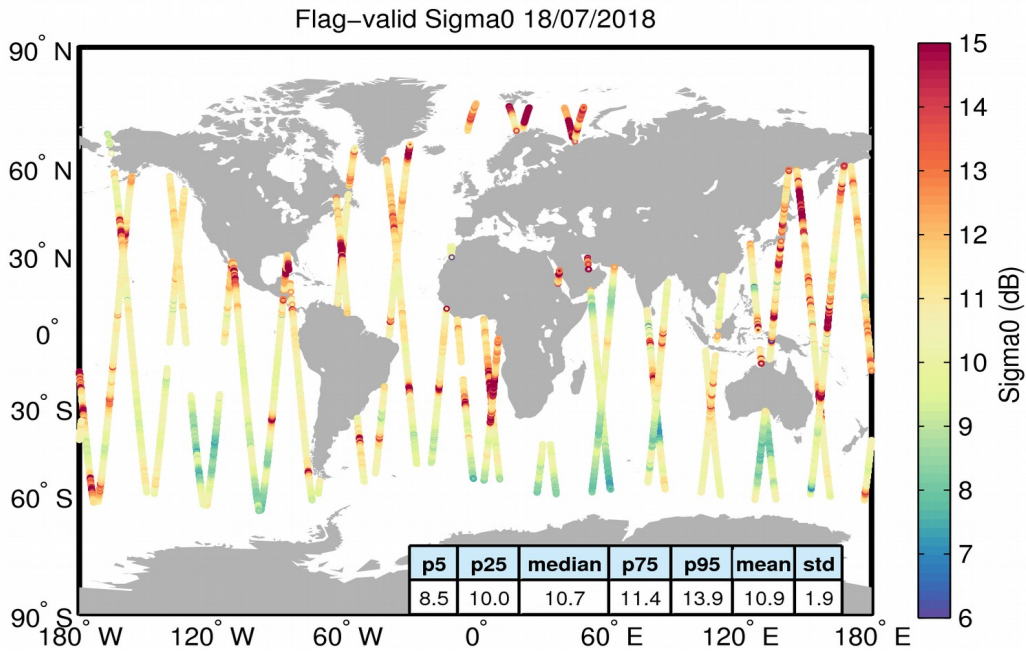 Flag−valid Sigma0 18/07/2018
90° N
60° N
30° N
0°
30° S
60° S
90° S
180° W
120° W
60° W
0°
60° E
120° E
180° E
p5 p25 median p75 p95 mean std
8.5 10.0 10.7 11.4 13.9 10.9 1.9
15
14
13
12
11
10
9
8
7
6
Sigma0 (dB)